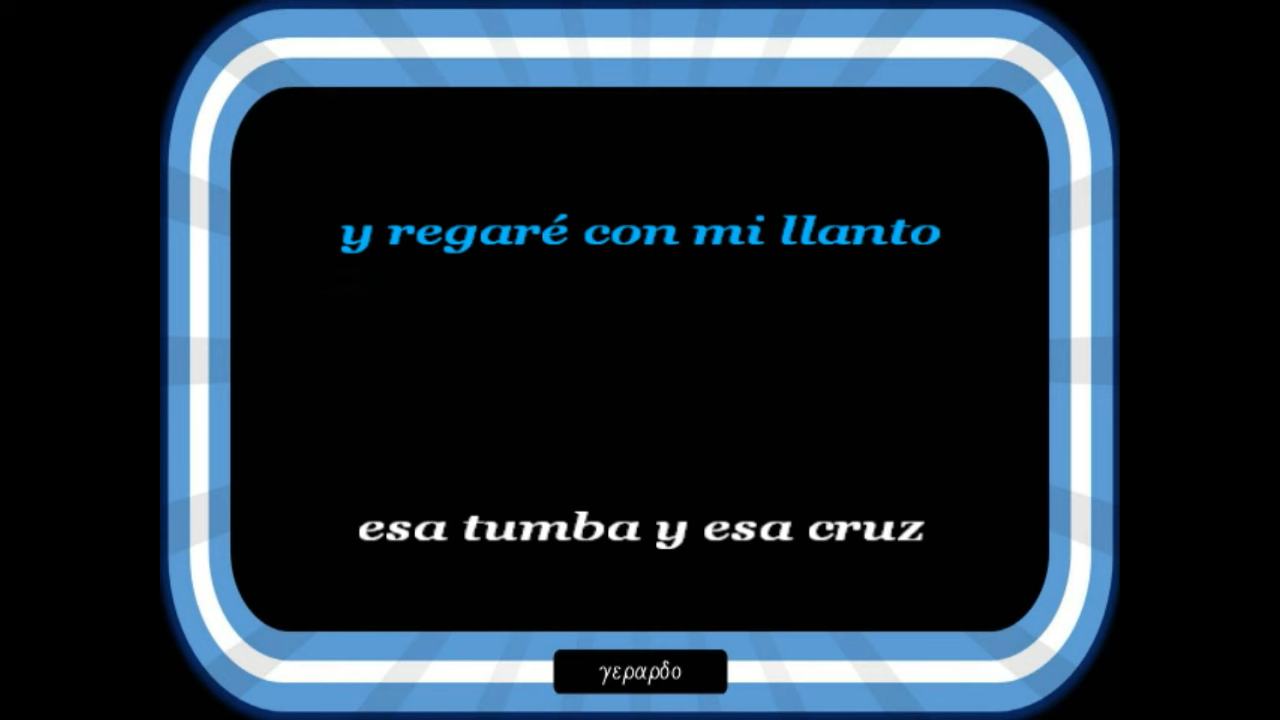 y regaré con mi llanto
esa tumba y esa cruz
γεραρδο